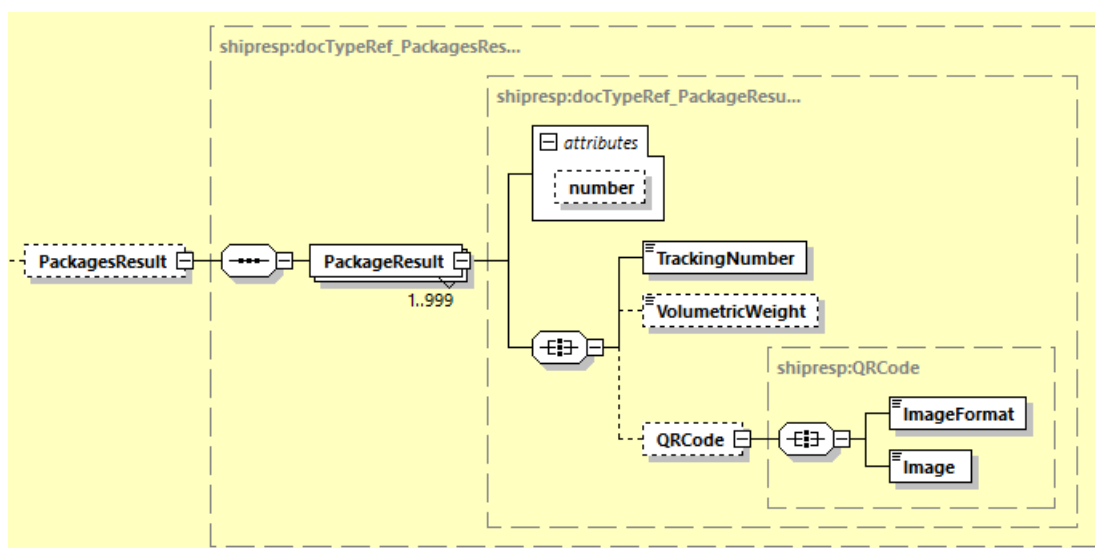 shipresp:docTypeRef_PackagesRes...
shipresp:docTypeRef_PackageResu...
attributes
number
PackagesResult
PackageResult
1..999
TrackingNumber
VolumetricWeight
shipresp:QRCode
QRCode
ImageFormat
Image